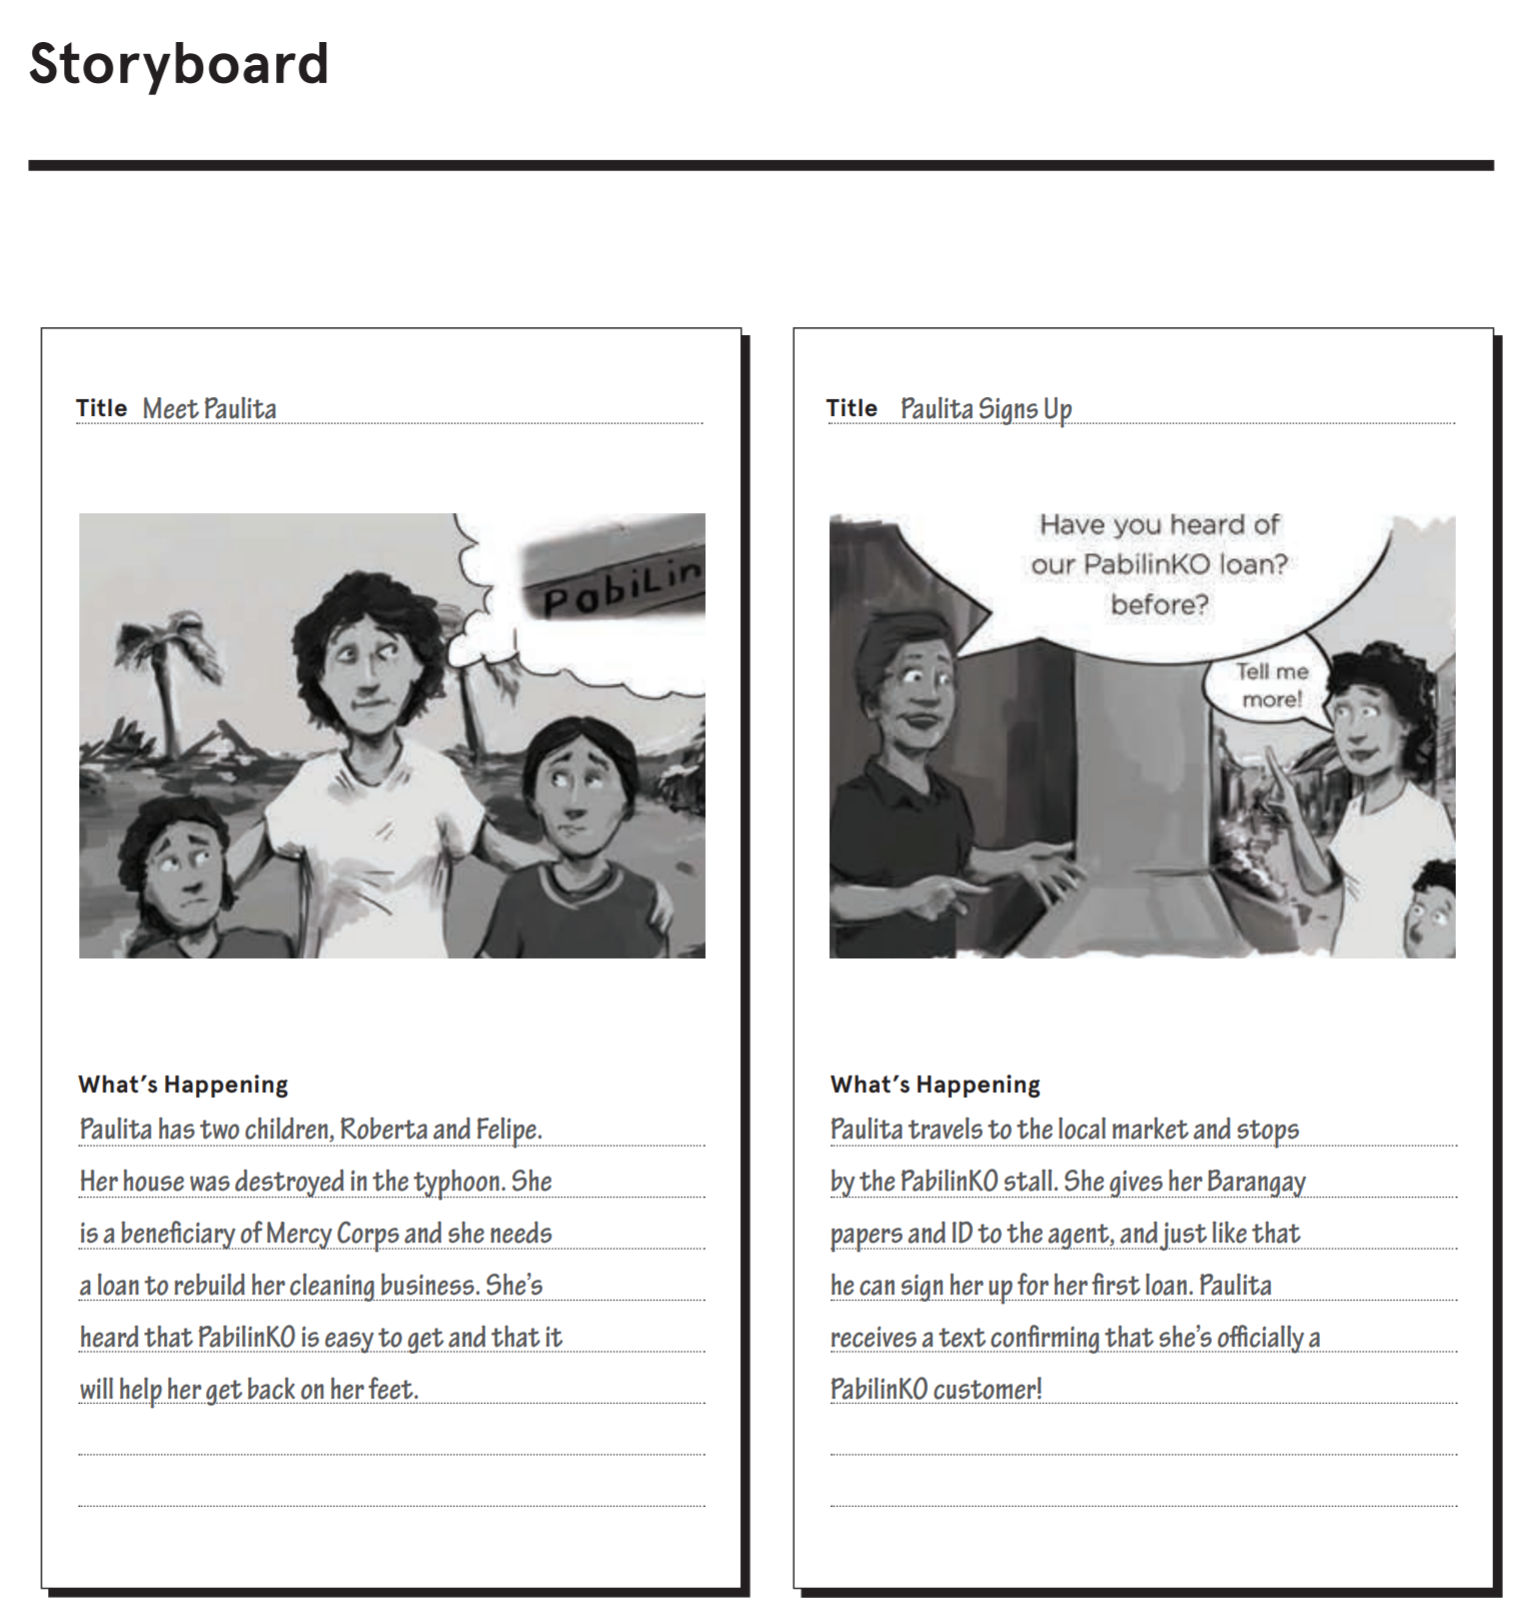 Storyboard
Title Meet Paulita
PabiLin
What's Happening
Paulita has two children, Roberta and Felipe.
Her house was destroyed in the typhoon. She
is a beneficiary of Mercy Corps and she needs
a loan to rebuild her cleaning business. She's
heard that PabilinKO is easy to get and that it
will help her get back on her feet.
Title Paulita Signs Up
Have you heard of
our PabilinKO loan?
before?
Tell me
more!
What's Happening
Paulita travels to the local market and stops
by the PabilinKO stall. She gives her Barangay
papers and ID to the agent, and just like that
he can sign her up for her first loan. Paulita
receives a text confirming that she's officially a
PabilinKO customer!